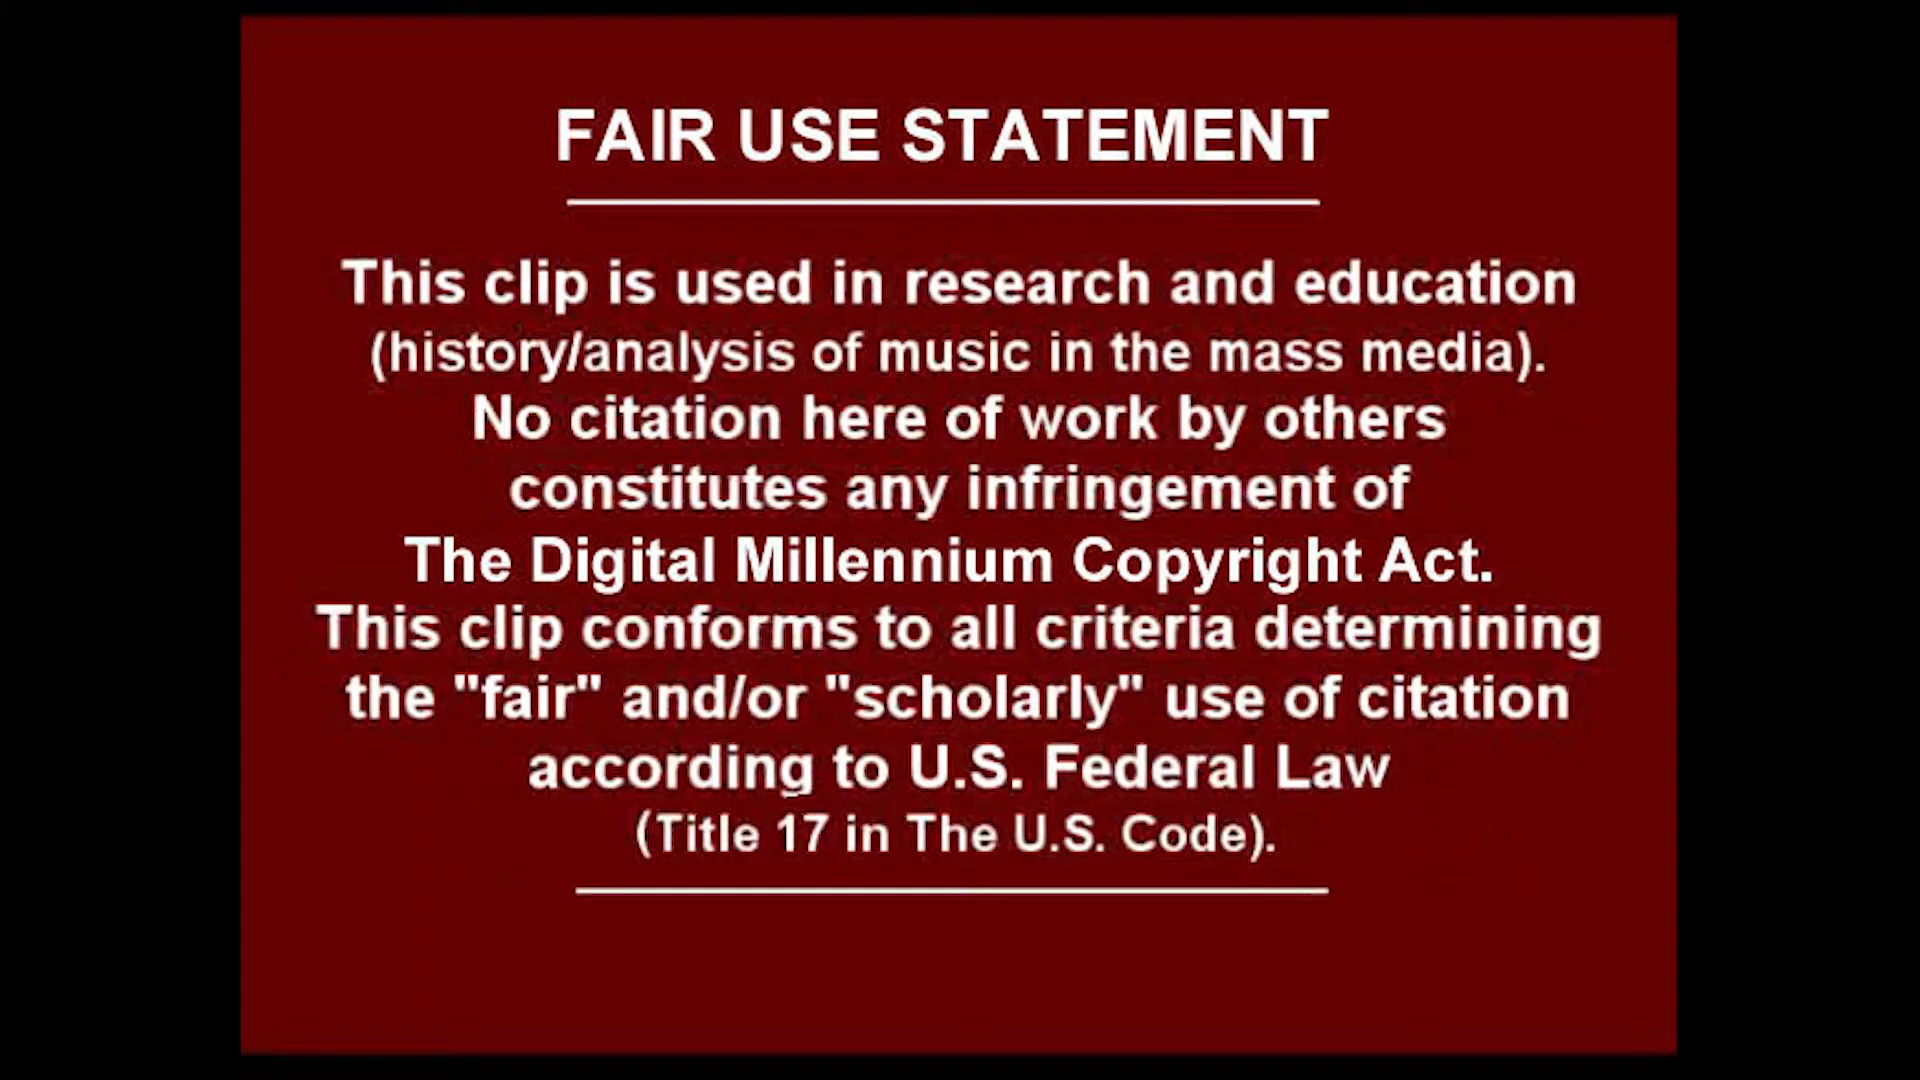 FAIR USE STATEMENT
This clip is used in research and education
(history/analysis of music in the mass media).
No citation here of work by others
constitutes any infringement of
The Digital Millennium Copyright Act.
This clip conforms to all criteria determining
the "fair" and/or "scholarly" use of citation
according to U.S. Federal Law
(Title 17 in The U.S. Code).